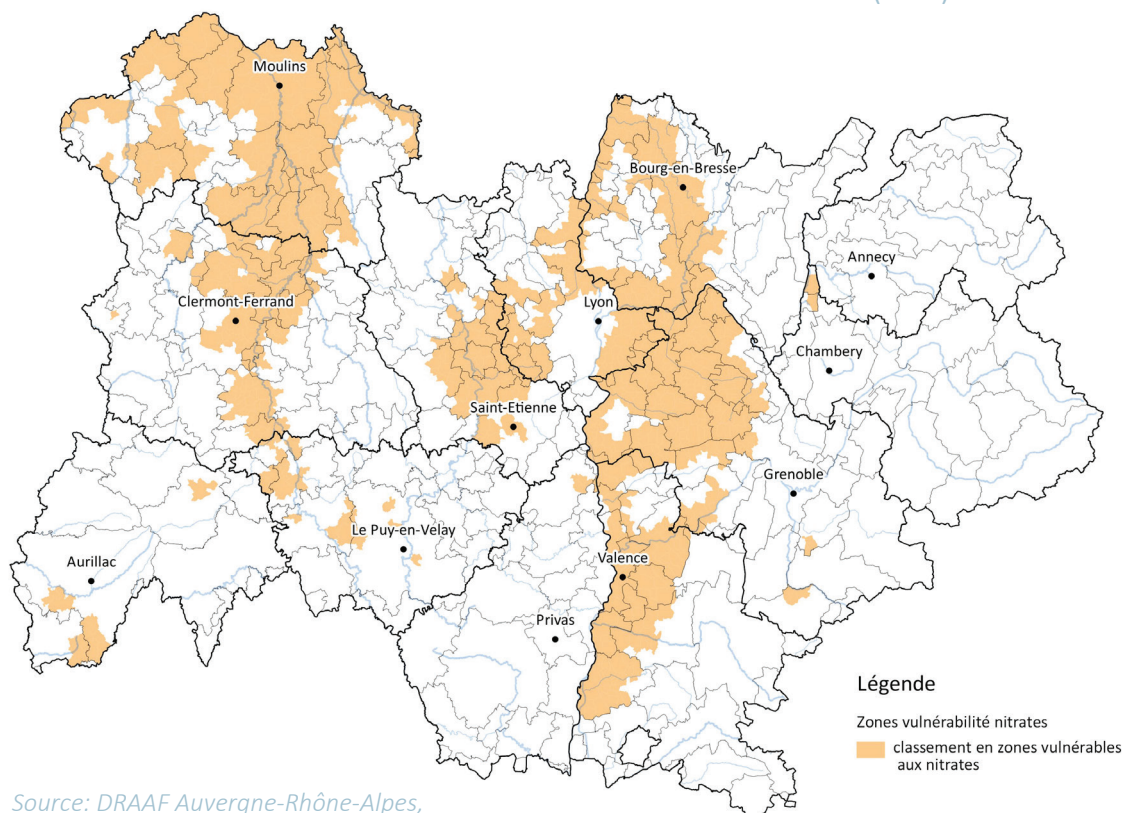 Moulins
Bourg-en-Bresse
Annecy
Clermont-Ferrand
Lyon
Chambery
Saint-Etienne
Grenoble
Le Puy-en-Velay
Aurillac
Valence
Privas
Légende
Zones vulnérabilité nitrates
classement en zones vulnérables
aux nitrates
Source: DRAAF Auvergne-Rhône-Alpes,